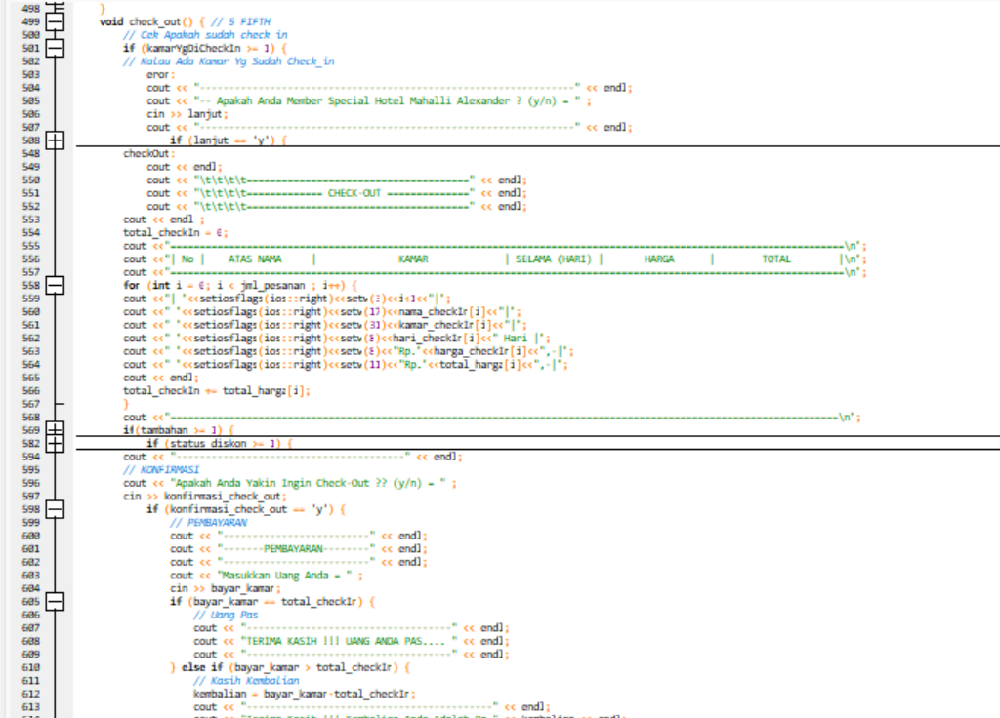 498 }
499 void check_out() { // 5 FIFTH
500 // Cek Apakah sudah check in
501 if (kamarYgDiCheckIn >= 1) {
502 // Kalau Ada Kamar Yg Sudah Check_in
503 eror:
504 cout << "----------------------------------------------------------------" << endl;
505 cout << "-- Apakah Anda Member Special Hotel Mahalli Alexander ? (y/n) = " ;
506 cin >> lanjut;
507 cout << "----------------------------------------------------------------" << endl;
508 if (lanjut == 'y') {
548 checkOut:
549 cout << endl;
550 cout << "\t\t\t\t======================================" << endl;
551 cout << "\t\t\t\t============= CHECK-OUT ==============" << endl;
552 cout << "\t\t\t\t======================================" << endl;
553 cout << endl ;
554 total_checkIn = 0;
555 cout <<"===================================================================================================================\n";
556 cout <<"| No | ATAS NAMA | KAMAR | SELAMA (HARI) | HARGA | TOTAL |\n";
557 cout <<"===================================================================================================================\n";
558 for (int i = 0; i < jml_pesanan ; i++) {
559 cout <<"| "<<setiosflags(ios::right)<<setw(3)<<i+1<<"|";
560 cout <<" "<<setiosflags(ios::right)<<setw(17)<<nama_checkIn[i]<<"|";
561 cout <<" "<<setiosflags(ios::right)<<setw(31)<<kamar_checkIn[i]<<"|";
562 cout <<" "<<setiosflags(ios::right)<<setw(8)<<hari_checkIn[i]<<" Hari |";
563 cout <<" "<<setiosflags(ios::right)<<setw(8)<<"Rp."<<harga_checkIn[i]<<",-|";
564 cout <<" "<<setiosflags(ios::right)<<setw(11)<<"Rp."<<total_harga[i]<<",-|";
565 cout << endl;
566 total_checkIn += total_harga[i];
567 }
568 cout <<"==================================================================================================================\n";
569 if(tambahan >= 1) {
582 if (status_diskon >= 1) {
594 cout << "---------------------------------------" << endl;
595 // KONFIRMASI
596 cout << "Apakah Anda Yakin Ingin Check-Out ?? (y/n) = " ;
597 cin >> konfirmasi_check_out;
598 if (konfirmasi_check_out == 'y') {
599 // PEMBAYARAN
600 cout << "-------------------------" << endl;
601 cout << "-------PEMBAYARAN--------" << endl;
602 cout << "-------------------------" << endl;
603 cout << "Masukkan Uang Anda = " ;
604 cin >> bayar_kamar;
605 if (bayar_kamar == total_checkIn) {
606 // Uang Pas
607 cout << "-----------------------------------" << endl;
608 cout << "TERIMA KASIH !!! UANG ANDA PAS.... " << endl;
609 cout << "-----------------------------------" << endl;
610 } else if (bayar_kamar > total_checkIn) {
611 // Kasih Kembalian
612 kembalian = bayar_kamar-total_checkIn;
613 cout << "------------------------------------------" << endl;